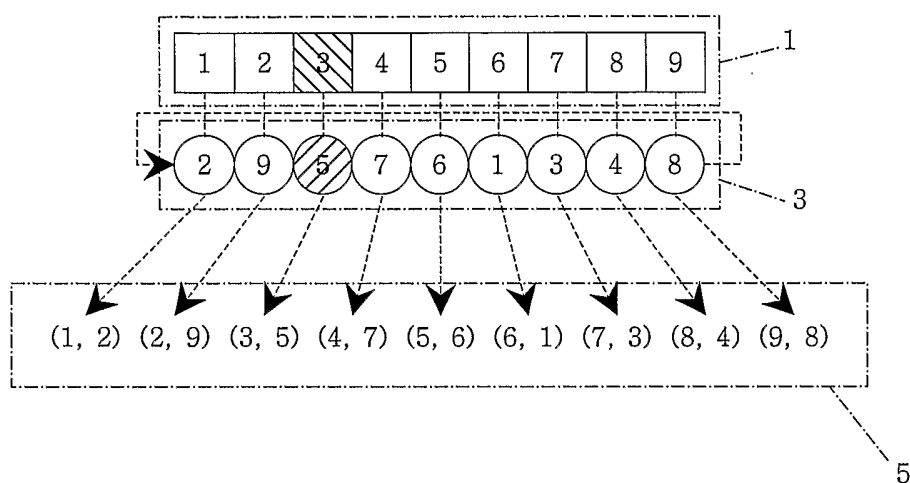 1 2 3 4 5 6 7 8 9
1
2 9 5 7 6 1 3 4 8
3
(1, 2) (2, 9) (3, 5) (4, 7) (5, 6) (6, 1) (7, 3) (8, 4) (9, 8)
5